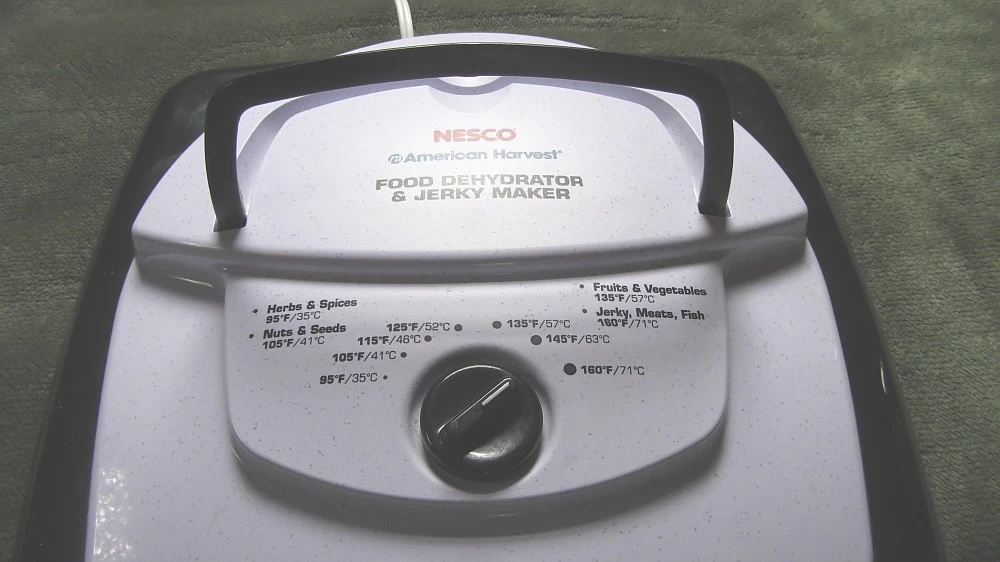 NESCO
American Harvest
FOOD DEHYDRATOR
& JERKY MAKER
• Herbs & Spices
95°F/35°C
• Nuts & Seeds
105°F/41°C
• Fruits & Vegetables
135°F/57°C
• Jerky, Meats, Fish
160°F/71°C
125°F/52°C
115°F/46°C
105°F/41°C
95°F/35°C
135°F/57°C
145°F/63°C
160°F/71°C